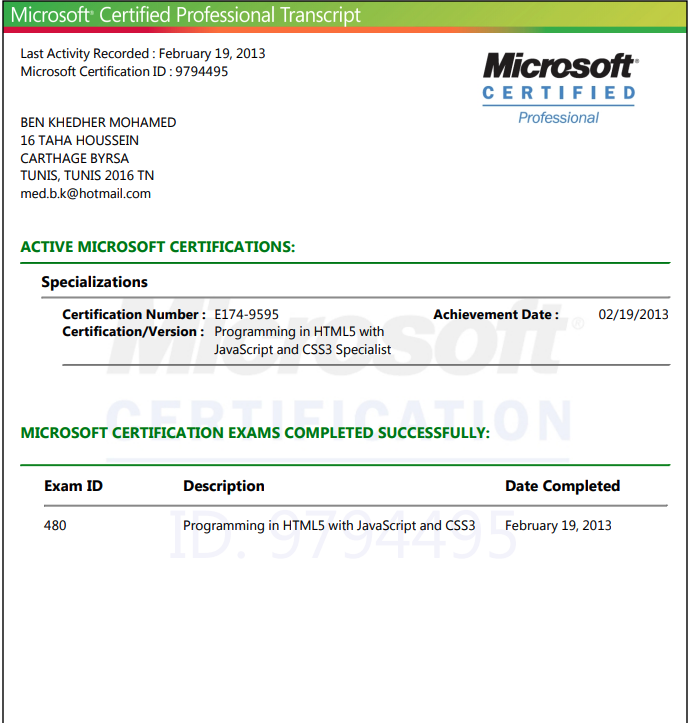 Microsoft® Certified Professional Transcript
Last Activity Recorded : February 19, 2013
Microsoft Certification ID : 9794495
Microsoft®
CERTIFIED
Professional
BEN KHEDHER MOHAMED
16 TAHA HOUSSEIN
CARTHAGE BYRSA
TUNIS, TUNIS 2016 TN
med.b.k@hotmail.com
ACTIVE MICROSOFT CERTIFICATIONS:
Specializations
Certification Number : E174-9595 Achievement Date : 02/19/2013
Certification/Version : Programming in HTML5 with
JavaScript and CSS3 Specialist
Microsoft®
CERTIFICATION
MICROSOFT CERTIFICATION EXAMS COMPLETED SUCCESSFULLY:
Exam ID Description Date Completed
480 Programming in HTML5 with JavaScript and CSS3 February 19, 2013
ID. 9794495